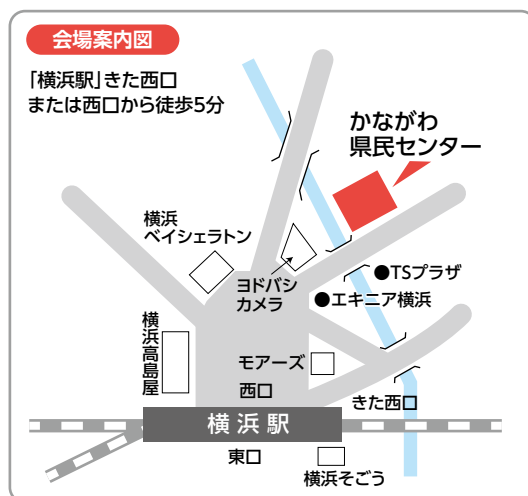 会場案内図
「横浜駅」きた西口
または西口から徒歩5分
かながわ
県民センター
横浜
ベイシェラトン
ヨドバシ
カメラ
●TSプラザ
●エキニア横浜
横浜高島屋
モアーズ
西口
きた西口
横浜駅
東口
横浜そごう